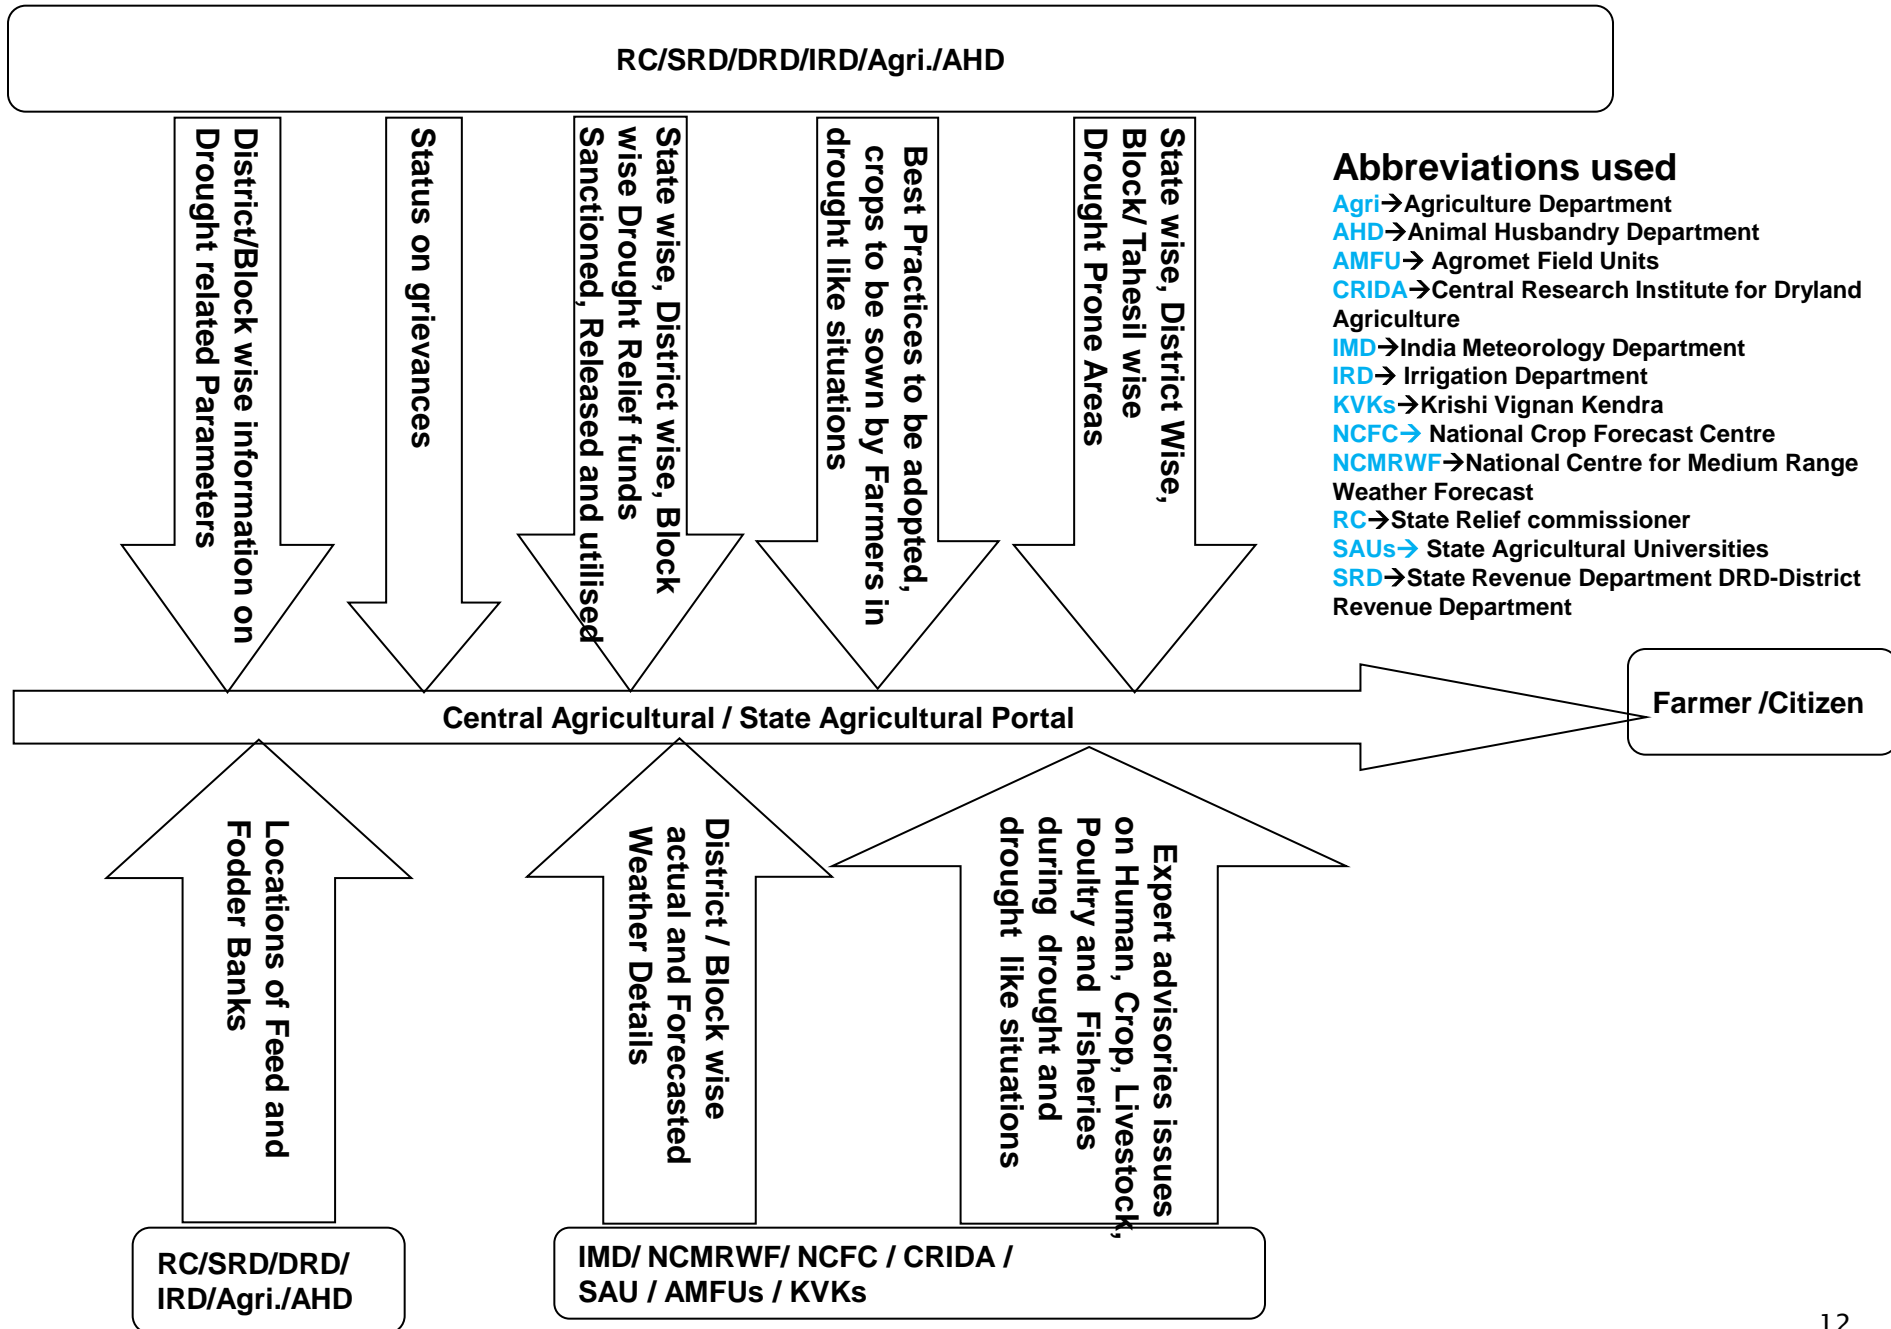 RC/SRD/DRD/IRD/Agri./AHD
District/Block wise information on
Drought related Parameters
Status on grievances
State wise, District wise, Block
wise Drought Relief funds
Sanctioned, Released and utilised
Best Practices to be adopted,
crops to be sown by Farmers in
drought like situations
State wise, District Wise,
Block/ Tahesil wise
Drought Prone Areas
Abbreviations used
Agri→Agriculture Department
AHD→Animal Husbandry Department
AMFU→ Agromet Field Units
CRIDA→Central Research Institute for Dryland
Agriculture
IMD→India Meteorology Department
IRD→ Irrigation Department
KVKs→Krishi Vignan Kendra
NCFC→ National Crop Forecast Centre
NCMRWF→National Centre for Medium Range
Weather Forecast
RC→State Relief commissioner
SAUs→ State Agricultural Universities
SRD→State Revenue Department DRD-District
Revenue Department
Central Agricultural / State Agricultural Portal
Farmer /Citizen
Locations of Feed and
Fodder Banks
District / Block wise
actual and Forecasted
Weather Details
Expert advisories issues
on Human, Crop, Livestock,
Poultry and Fisheries
during drought and
drought like situations
RC/SRD/DRD/
IRD/Agri./AHD
IMD/ NCMRWF/ NCFC / CRIDA /
SAU / AMFUs / KVKs
12